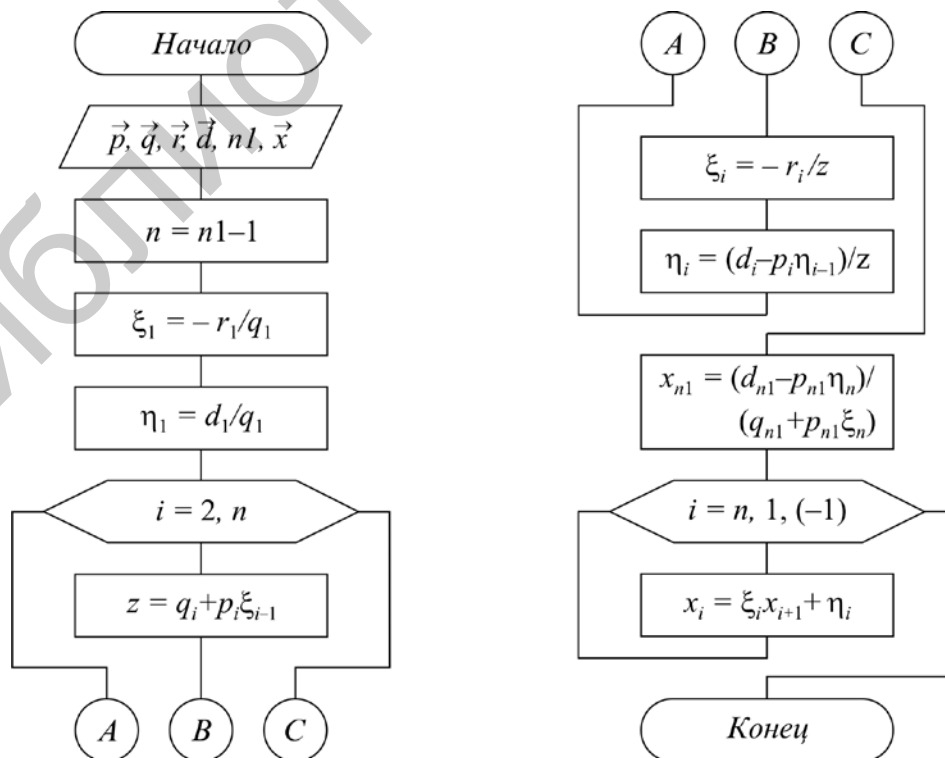 Начало
p⃗, q⃗, r⃗, d⃗, n1, x⃗
n = n1–1
ξ₁ = – r₁/q₁
η₁ = d₁/q₁
i = 2, n
z = qᵢ+pᵢξᵢ₋₁
A B C
A B C
ξᵢ = – rᵢ/z
ηᵢ = (dᵢ–pᵢηᵢ₋₁)/z
xₙ₁ = (dₙ₁–pₙ₁ηₙ)/
(qₙ₁+pₙ₁ξₙ)
i = n, 1, (–1)
xᵢ = ξᵢxᵢ₊₁+ηᵢ
Конец